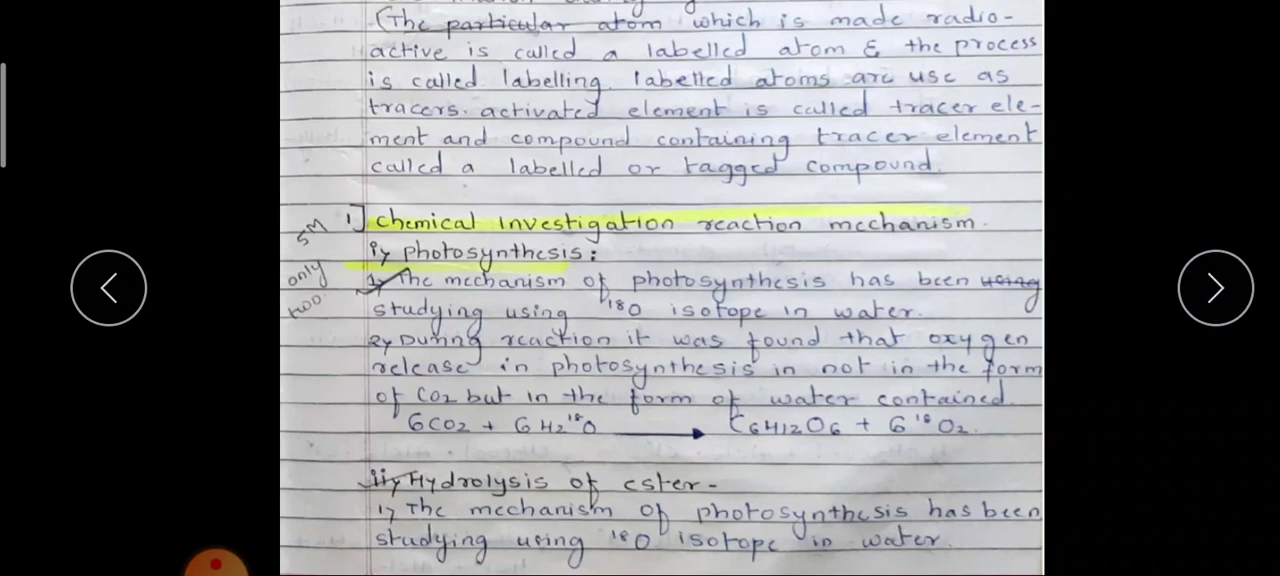 (The particular atom which is made radio-
active is called a labelled atom & the process
is called labelling. labelled atoms are use as
tracers. activated element is called tracer ele-
ment and compound containing tracer element
called a labelled or tagged compound.
5M
1] chemical investigation reaction mechanism.
i) photosynthesis:
only
two
1) The mechanism of photosynthesis has been using
studying using ¹⁸O isotope in water.
2) During reaction it was found that oxygen
release in photosynthesis in not in the form
of CO2 but in the form of water contained
6CO2 + 6H2¹⁸O → C6H12O6 + 6¹⁸O2.
ii) Hydrolysis of ester-
1) The mechanism of photosynthesis has been
studying using ¹⁸O isotope in water.